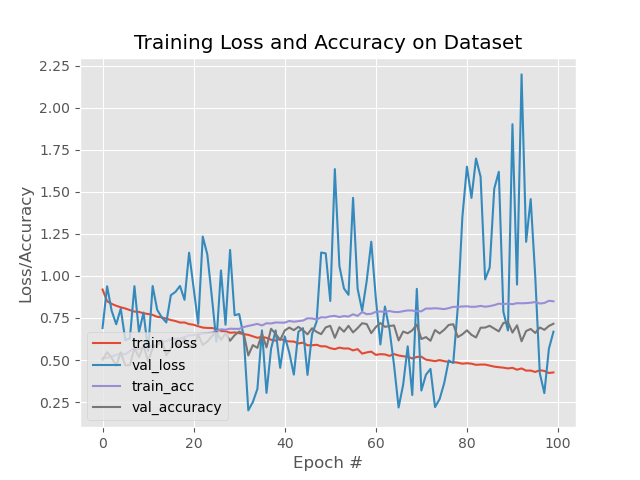 Training Loss and Accuracy on Dataset
2.25
2.00
1.75
1.50
1.25
1.00
0.75
0.50
0.25
Loss/Accuracy
train_loss
val_loss
train_acc
val_accuracy
0 20 40 60 80 100
Epoch #